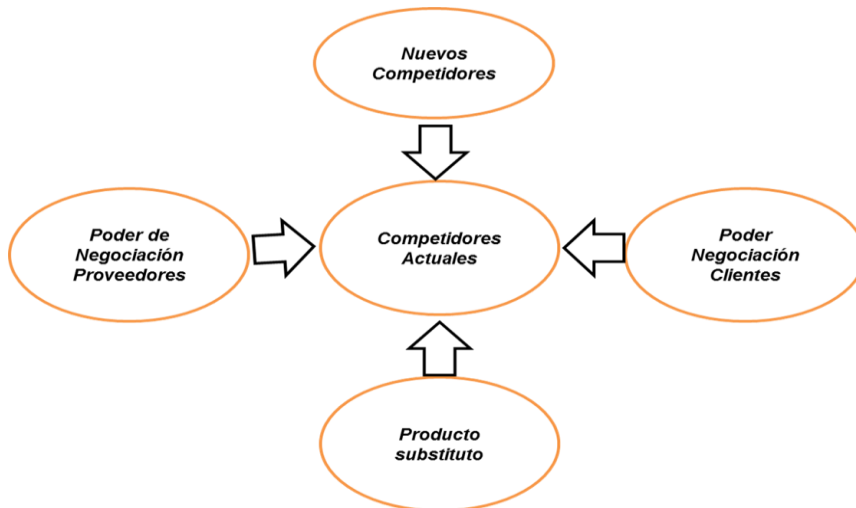 Nuevos
Competidores
Poder de
Negociación
Proveedores
Competidores
Actuales
Poder
Negociación
Clientes
Producto
substituto